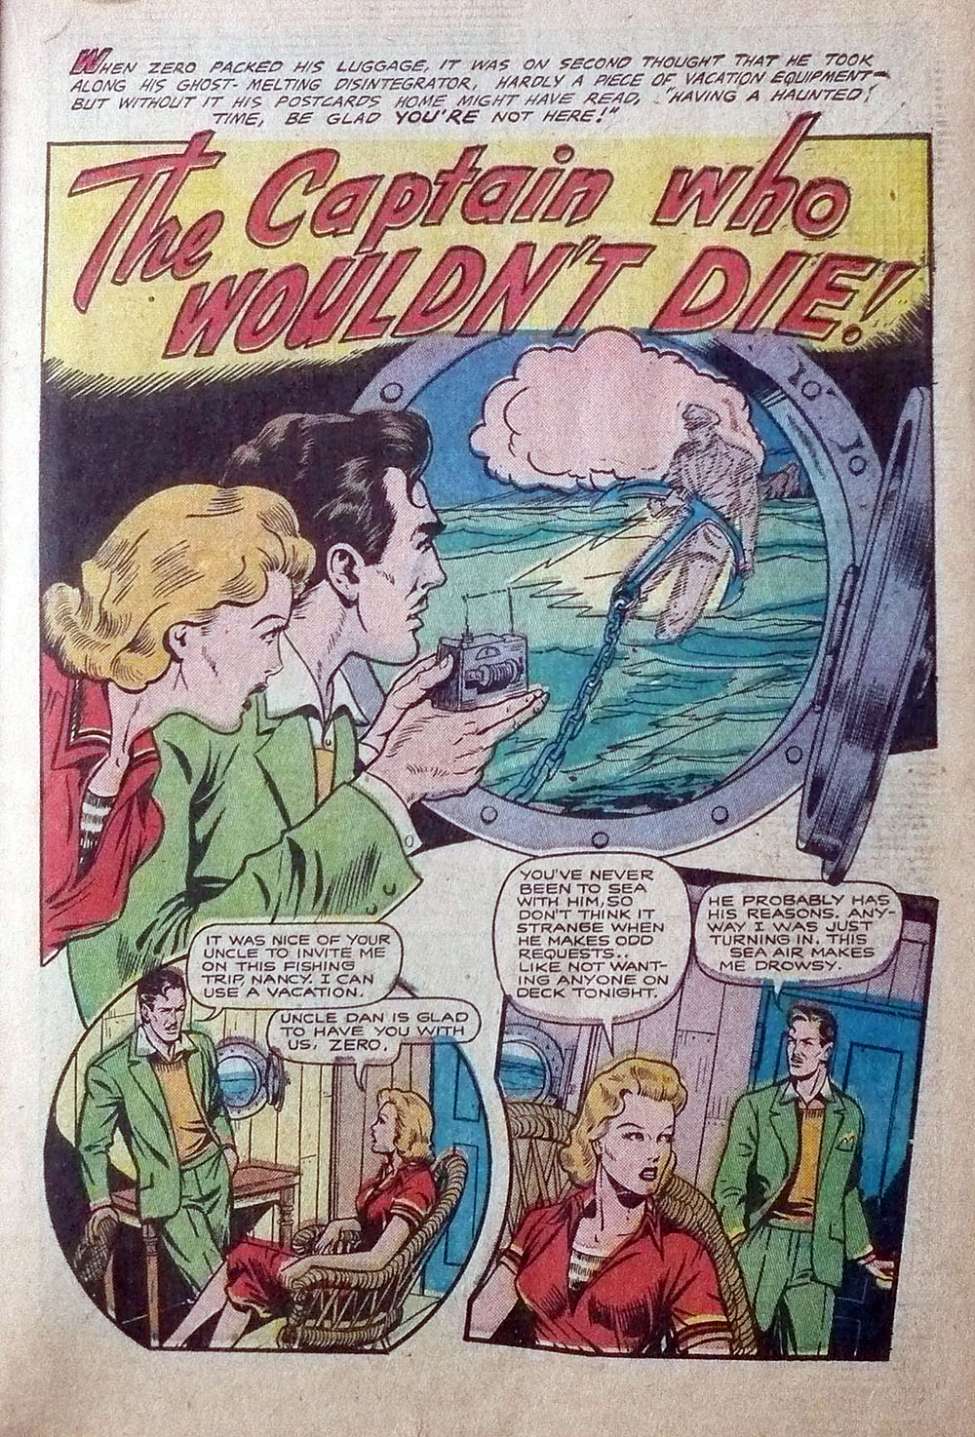 WHEN ZERO PACKED HIS LUGGAGE, IT WAS ON SECOND THOUGHT THAT HE TOOK
ALONG HIS GHOST-MELTING DISINTEGRATOR, HARDLY A PIECE OF VACATION EQUIPMENT—
BUT WITHOUT IT HIS POSTCARDS HOME MIGHT HAVE READ, "HAVING A HAUNTED
TIME, BE GLAD YOU'RE NOT HERE!"
The Captain who
WOULDN'T DIE!
IT WAS NICE OF YOUR
UNCLE TO INVITE ME
ON THIS FISHING
TRIP, NANCY. I CAN
USE A VACATION.
UNCLE DAN IS GLAD
TO HAVE YOU WITH
US, ZERO.
YOU'VE NEVER
BEEN TO SEA
WITH HIM, SO
DON'T THINK IT
STRANGE WHEN
HE MAKES ODD
REQUESTS..
LIKE NOT WANT-
ING ANYONE ON
DECK TONIGHT.
HE PROBABLY HAS
HIS REASONS. ANY-
WAY I WAS JUST
TURNING IN. THIS
SEA AIR MAKES
ME DROWSY.